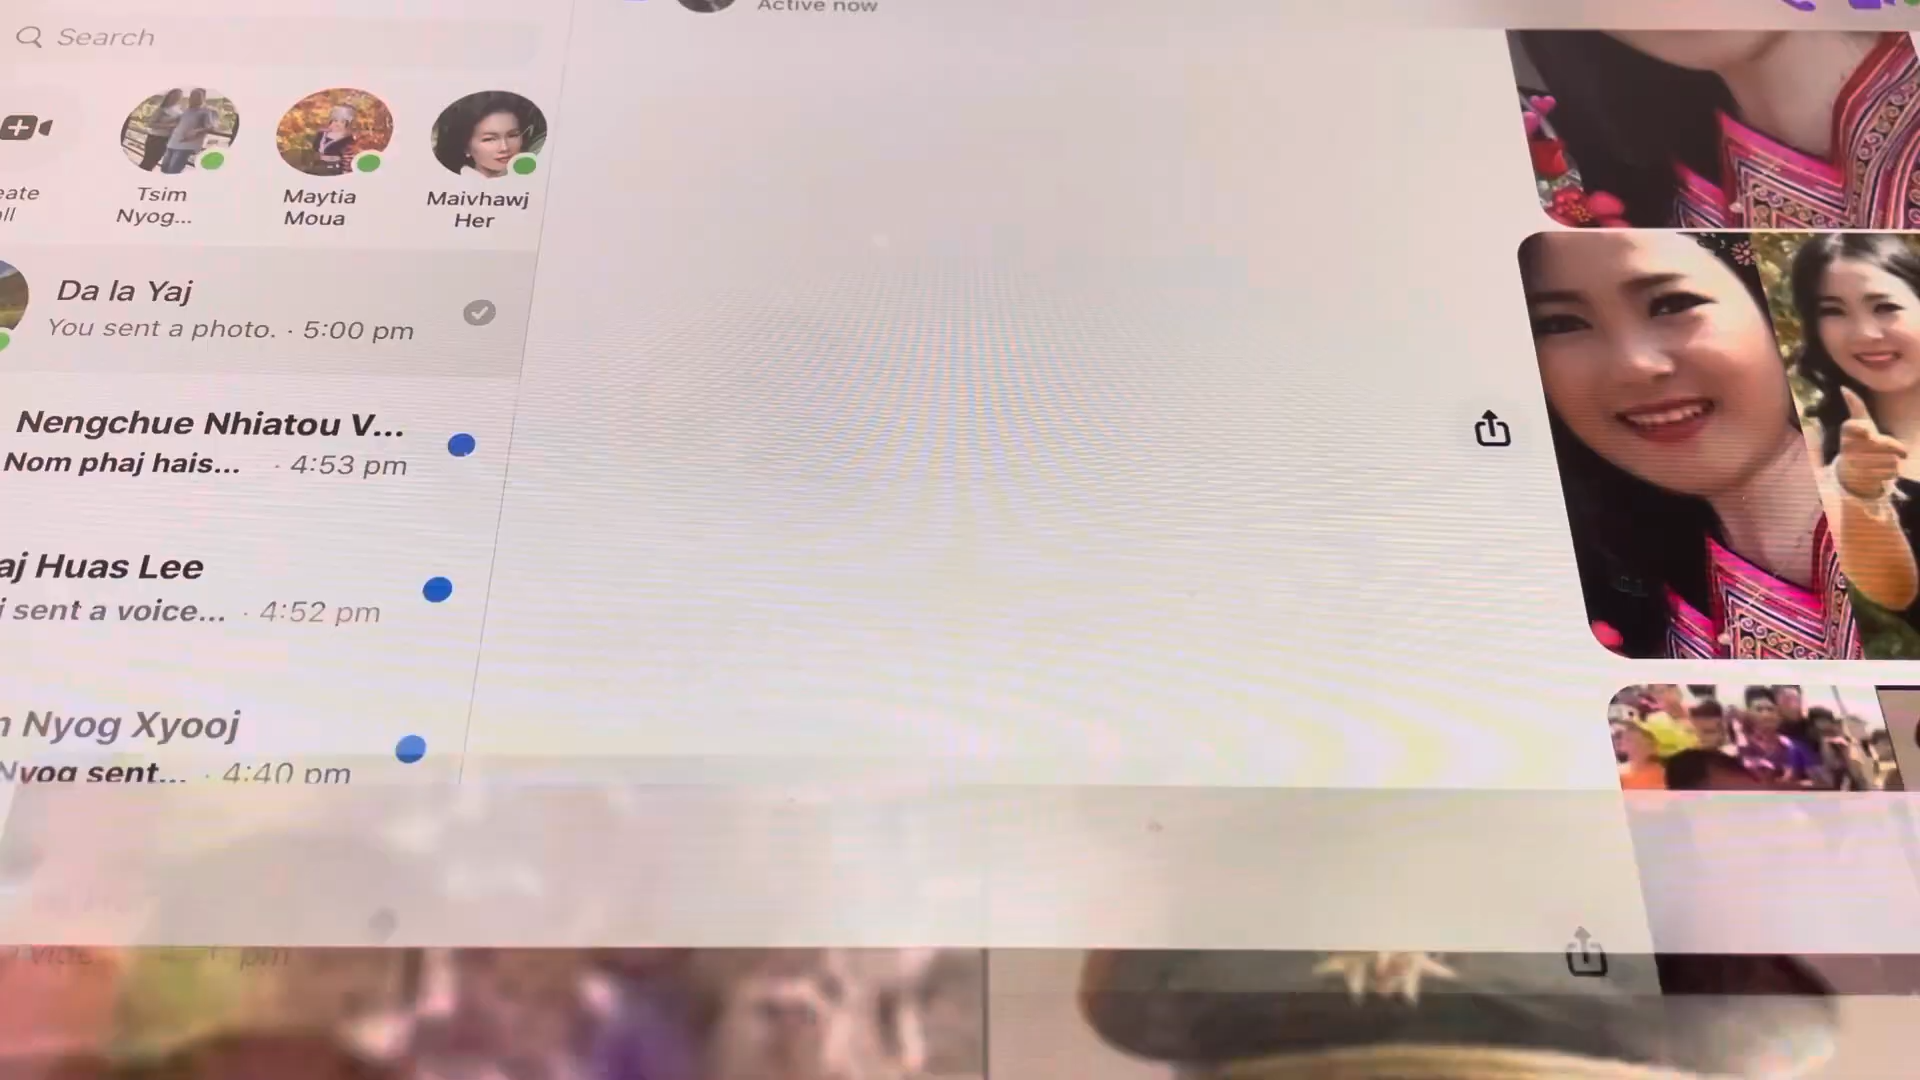 Active now
Search
eate
ll
Tsim
Nyog...
Maytia
Moua
Maivhawj
Her
Da la Yaj
You sent a photo. · 5:00 pm
Nengchue Nhiatou V...
Nom phaj hais... · 4:53 pm
aj Huas Lee
i sent a voice... · 4:52 pm
n Nyog Xyooj
Nyog sent... · 4:40 pm
pm